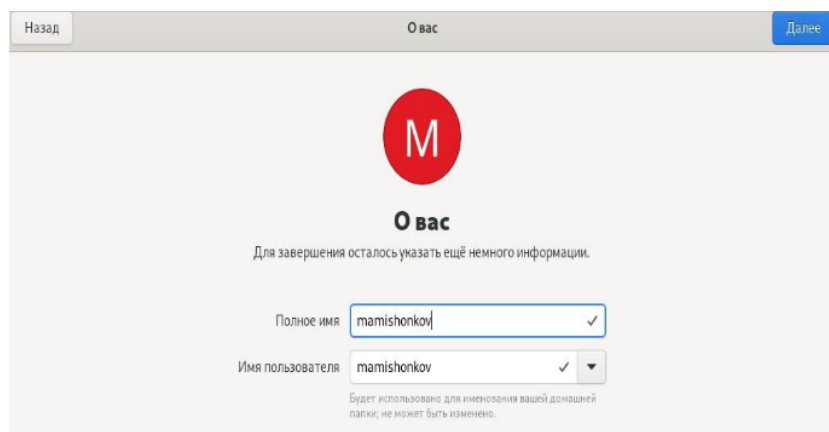 Назад О вас Далее
M
О вас
Для завершения осталось указать ещё немного информации.
Полное имя mamishonkov
Имя пользователя mamishonkov
Будет использовано для именования вашей домашней
папки; не может быть изменено.